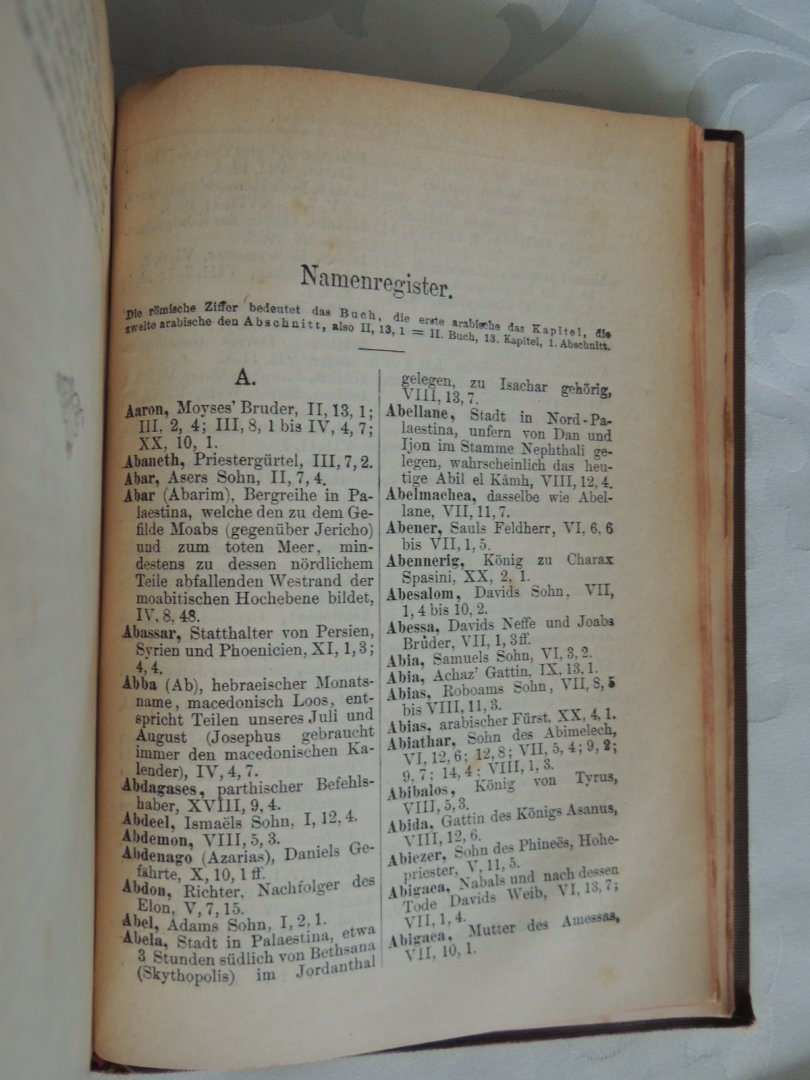 Namenregister.
Die römische Ziffer bedeutet das Buch, die erste arabische das Kapitel, die
zweite arabische den Abschnitt, also II, 13, 1 = II. Buch, 13. Kapitel, 1. Abschnitt.
A.
Aaron, Moyses' Bruder, II, 13, 1;
III, 2, 4; III, 8, 1 bis IV, 4, 7;
XX, 10, 1.
Abaneth, Priestergürtel, III, 7, 2.
Abar, Asers Sohn, II, 7, 4.
Abar (Abarim), Bergreihe in Pa-
laestina, welche den zu dem Ge-
filde Moabs (gegenüber Jericho)
und zum toten Meer, min-
destens zu dessen nördlichem
Teile abfallenden Westrand der
moabitischen Hochebene bildet,
IV, 8, 48.
Abassar, Statthalter von Persien,
Syrien und Phoenicien, XI, 1, 3;
4, 4.
Abba (Ab), hebraeischer Monats-
name, macedonisch Loos, ent-
spricht Teilen unseres Juli und
August (Josephus gebraucht
immer den macedonischen Ka-
lender), IV, 4, 7.
Abdagases, parthischer Befehls-
haber, XVIII, 9, 4.
Abdeel, Ismaëls Sohn, I, 12, 4.
Abdemon, VIII, 5, 3.
Abdenago (Azarias), Daniels Ge-
fährte, X, 10, 1 ff.
Abdon, Richter, Nachfolger des
Elon, V, 7, 15.
Abel, Adams Sohn, I, 2, 1.
Abela, Stadt in Palaestina, etwa
3 Stunden südlich von Bethsana
(Skythopolis) im Jordanthal
gelegen, zu Isachar gehörig,
VIII, 13, 7.
Abellane, Stadt in Nord-Pa-
laestina, unfern von Dan und
Ijon im Stamme Nephthali ge-
legen, wahrscheinlich das heu-
tige Abil el Kâmh, VIII, 12, 4.
Abelmachea, dasselbe wie Abel-
lane, VII, 11, 7.
Abener, Sauls Feldherr, VI, 6, 6
bis VII, 1, 5.
Abennerig, König zu Charax
Spasini, XX, 2, 1.
Abesalom, Davids Sohn, VII,
1, 4 bis 10, 2.
Abessa, Davids Neffe und Joabs
Bruder, VII, 1, 3 ff.
Abia, Samuels Sohn, VI, 3, 2.
Abia, Achaz' Gattin, IX, 13, 1.
Abias, Roboams Sohn, VII, 8, 5
bis VIII, 11, 3.
Abias, arabischer Fürst, XX, 4, 1.
Abiathar, Sohn des Abimelech,
VI, 12, 6; 12, 8; VII, 5, 4; 9, 2;
9, 7; 14, 4; VIII, 1, 3.
Abibalos, König von Tyrus,
VIII, 5, 3.
Abida, Gattin des Königs Asanus,
VIII, 12, 6.
Abiezer, Sohn des Phineës, Hohe-
priester, V, 11, 5.
Abigaea, Nabals und nach dessen
Tode Davids Weib, VI, 13, 7;
VII, 1, 4.
Abigaea, Mutter des Amessas,
VII, 10, 1.